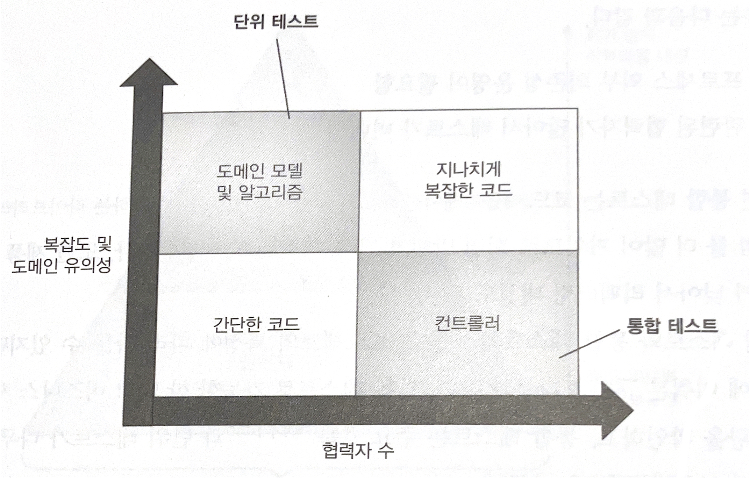 단위 테스트
도메인 모델
및 알고리즘
지나치게
복잡한 코드
복잡도 및
도메인 유의성
간단한 코드
컨트롤러
통합 테스트
협력자 수